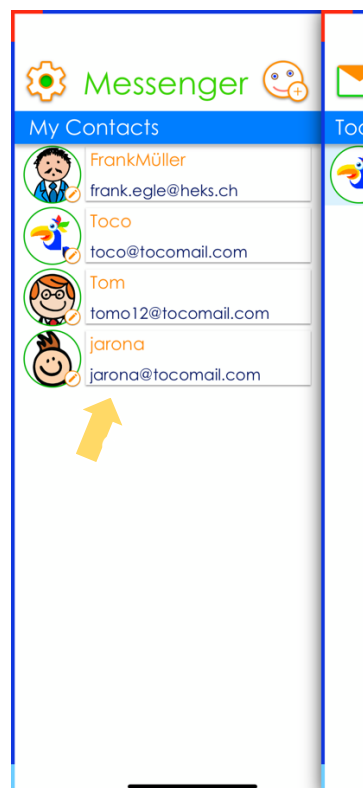 Messenger
My Contacts
FrankMüller
frank.egle@heks.ch
Toco
toco@tocomail.com
Tom
tomo12@tocomail.com
jarona
jarona@tocomail.com